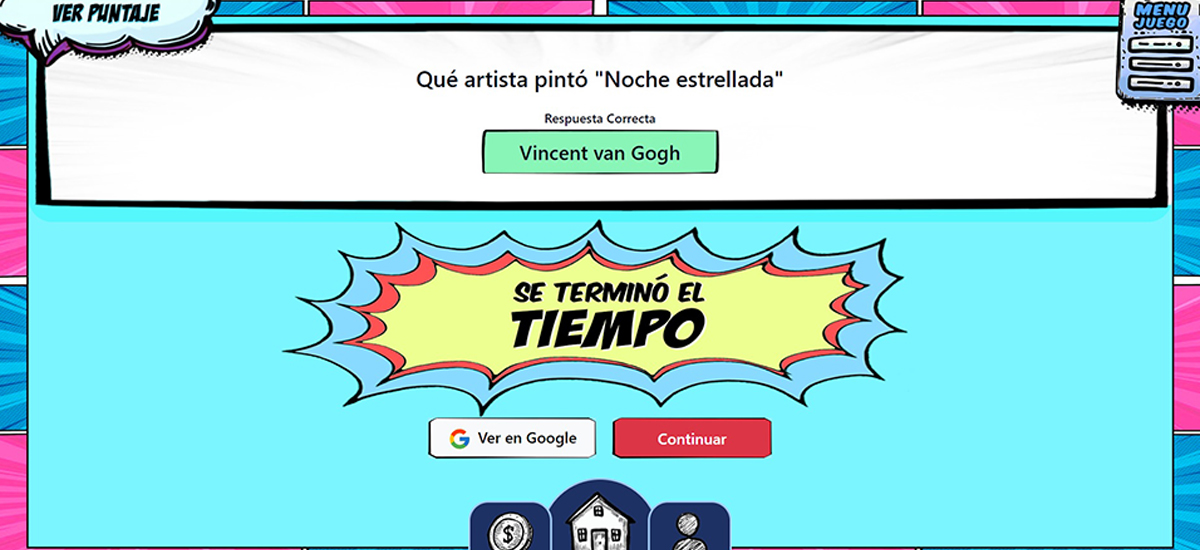 VER PUNTAJE
MENU
JUEGO
Qué artista pintó "Noche estrellada"
Respuesta Correcta
Vincent van Gogh
SE TERMINÓ EL
TIEMPO
Ver en Google
Continuar
$